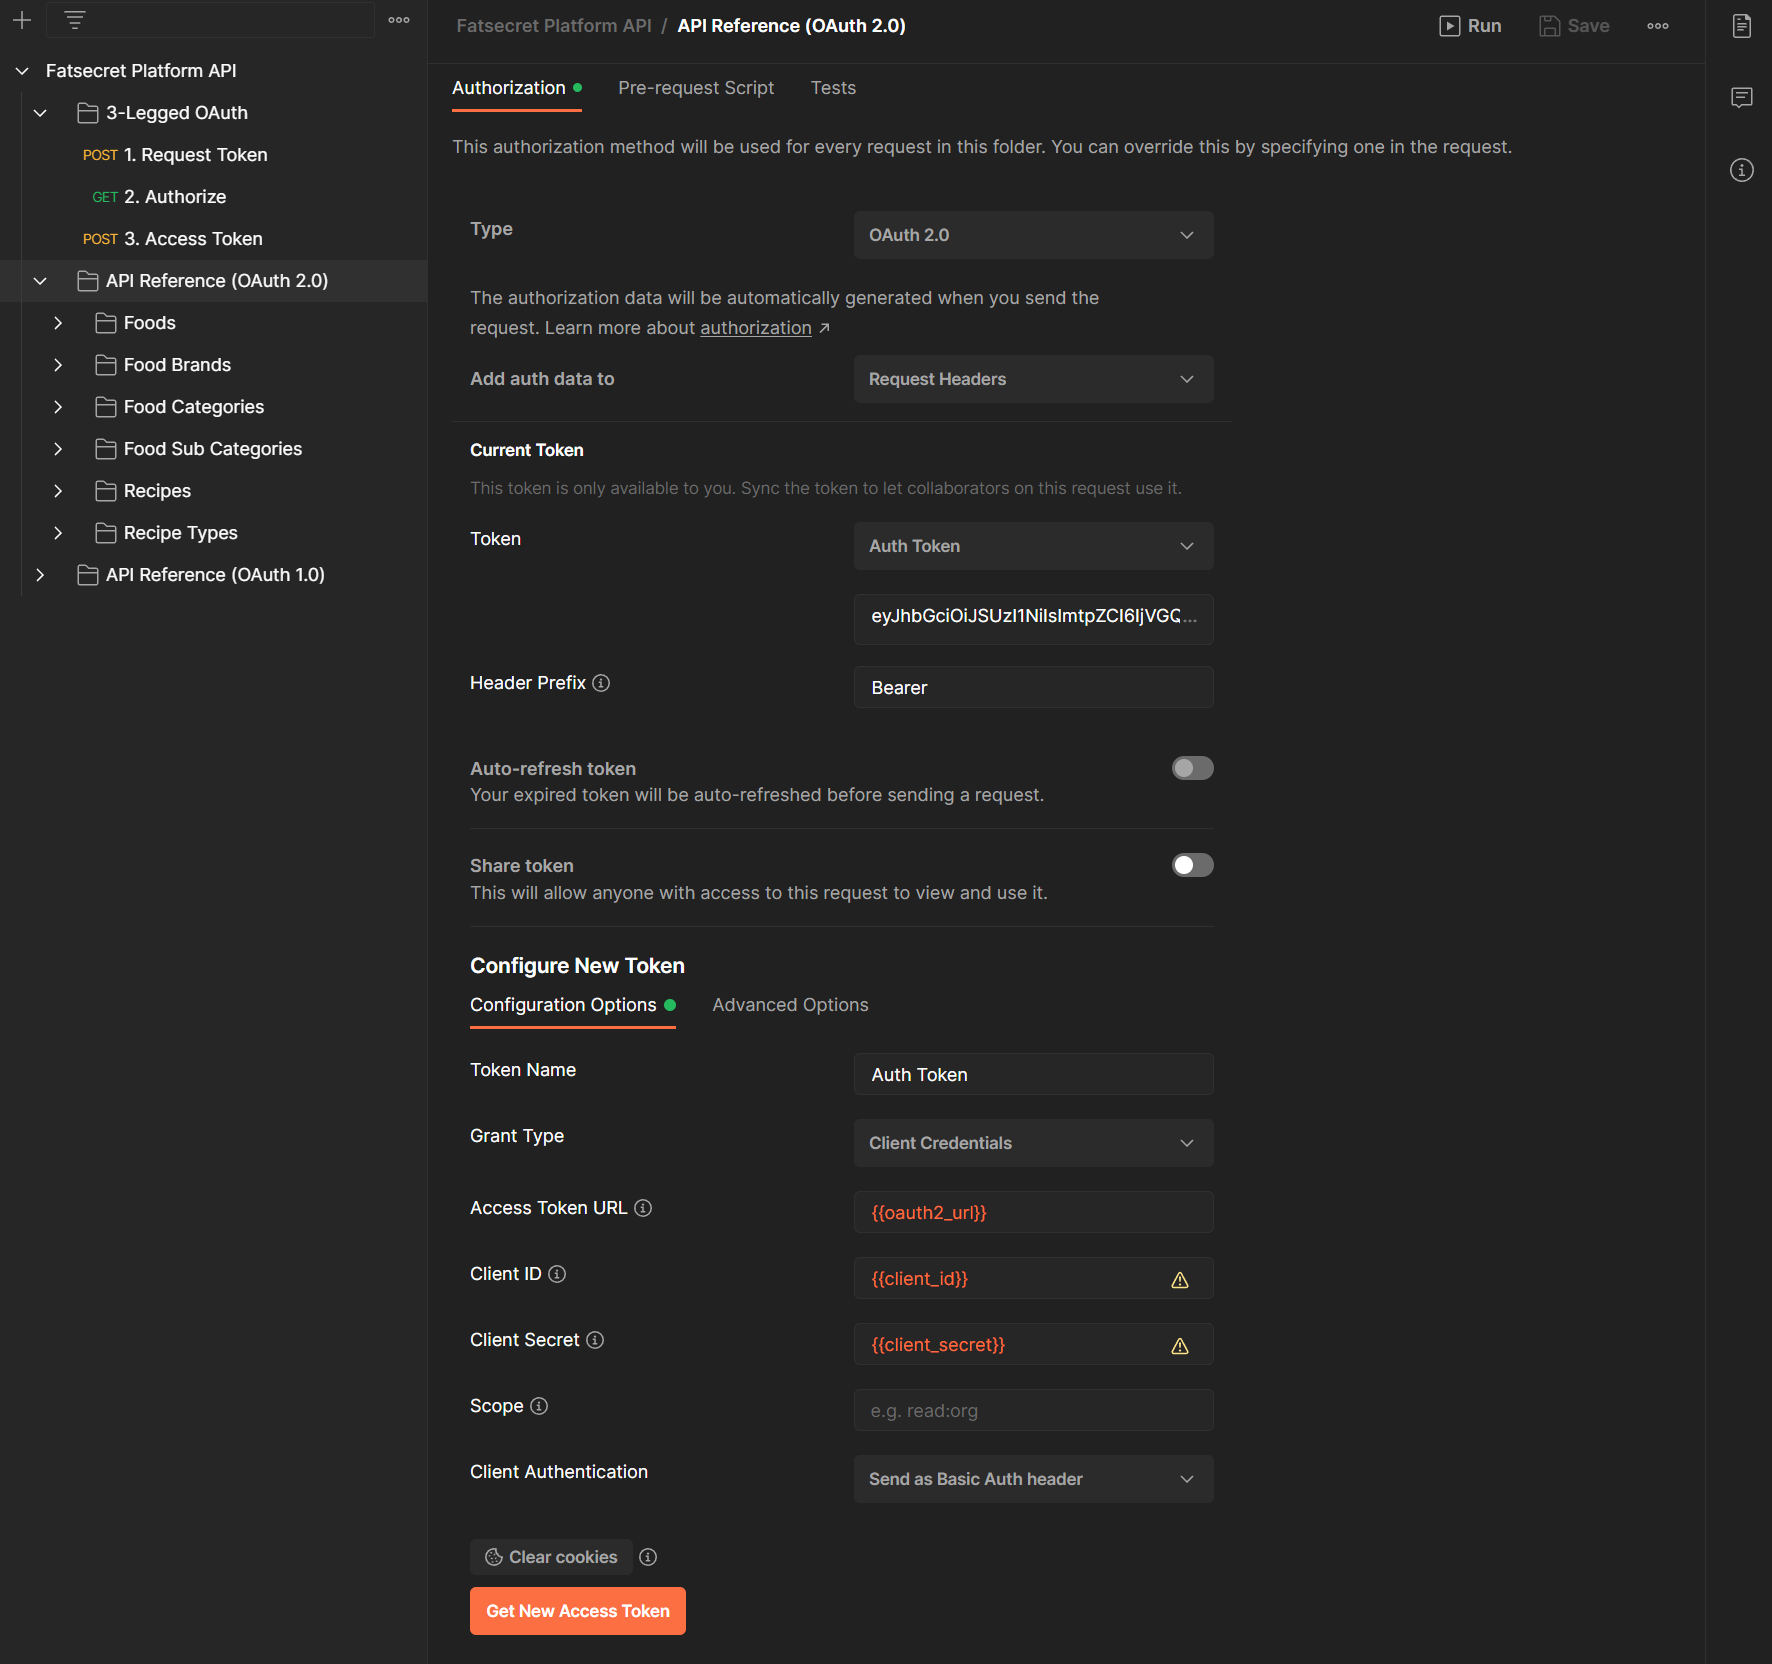 Fatsecret Platform API
3-Legged OAuth
POST 1. Request Token
GET 2. Authorize
POST 3. Access Token
API Reference (OAuth 2.0)
Foods
Food Brands
Food Categories
Food Sub Categories
Recipes
Recipe Types
API Reference (OAuth 1.0)
Fatsecret Platform API / API Reference (OAuth 2.0)
Run
Save
Authorization
Pre-request Script
Tests
This authorization method will be used for every request in this folder. You can override this by specifying one in the request.
Type
OAuth 2.0
The authorization data will be automatically generated when you send the
request. Learn more about authorization ↗
Add auth data to
Request Headers
Current Token
This token is only available to you. Sync the token to let collaborators on this request use it.
Token
Auth Token
eyJhbGciOiJSUzI1NiIsImtpZCI6IjVGQ...
Header Prefix
Bearer
Auto-refresh token
Your expired token will be auto-refreshed before sending a request.
Share token
This will allow anyone with access to this request to view and use it.
Configure New Token
Configuration Options
Advanced Options
Token Name
Auth Token
Grant Type
Client Credentials
Access Token URL
{{oauth2_url}}
Client ID
{{client_id}}
Client Secret
{{client_secret}}
Scope
e.g. read:org
Client Authentication
Send as Basic Auth header
Clear cookies
Get New Access Token